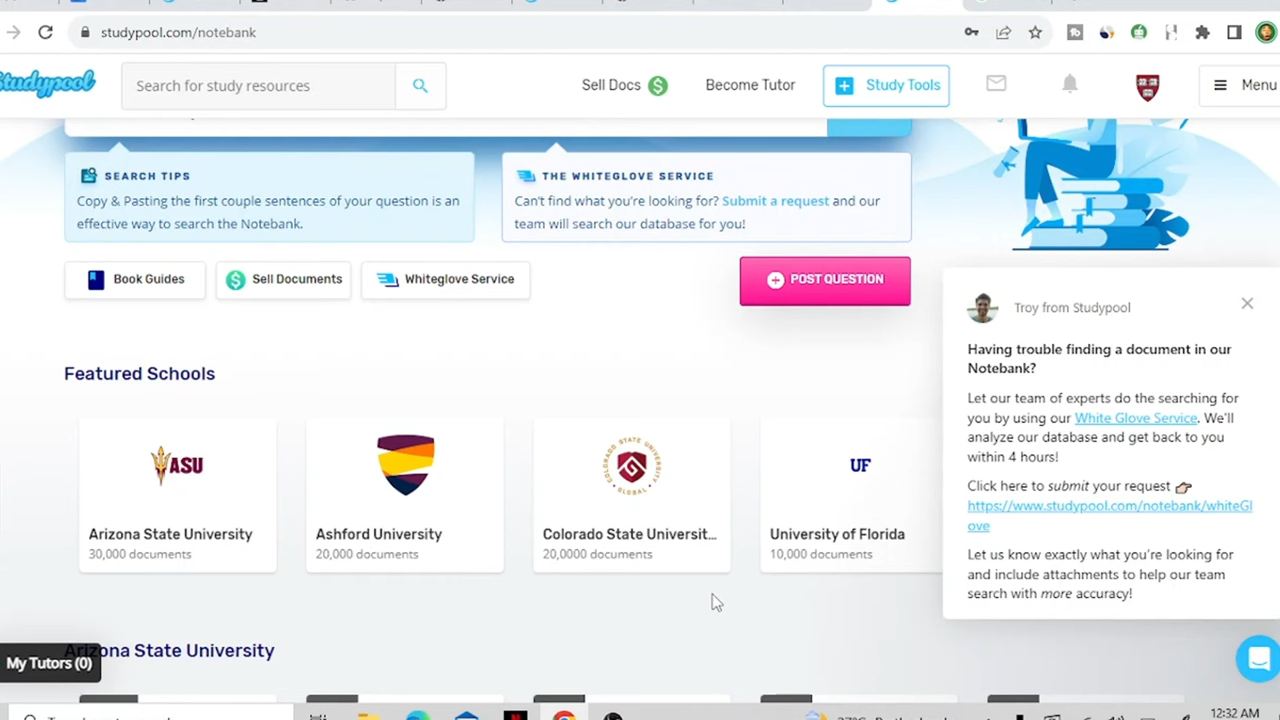 studypool.com/notebank
Studypool
Search for study resources
Sell Docs
Become Tutor
Study Tools
Menu
SEARCH TIPS
Copy & Pasting the first couple sentences of your question is an
effective way to search the Notebank.
THE WHITEGLOVE SERVICE
Can't find what you're looking for? Submit a request and our
team will search our database for you!
Book Guides
Sell Documents
Whiteglove Service
POST QUESTION
Troy from Studypool
Having trouble finding a document in our
Notebank?
Let our team of experts do the searching for
you by using our White Glove Service. We'll
analyze our database and get back to you
within 4 hours!
Click here to submit your request
https://www.studypool.com/notebank/whiteGl
ove
Let us know exactly what you're looking for
and include attachments to help our team
search with more accuracy!
Featured Schools
ASU
Arizona State University
30,000 documents
Ashford University
20,000 documents
COLORADO STATE UNIVERSITY
GLOBAL
Colorado State Universit...
20,0000 documents
UF
University of Florida
10,000 documents
Arizona State University
My Tutors (0)
12:32 AM